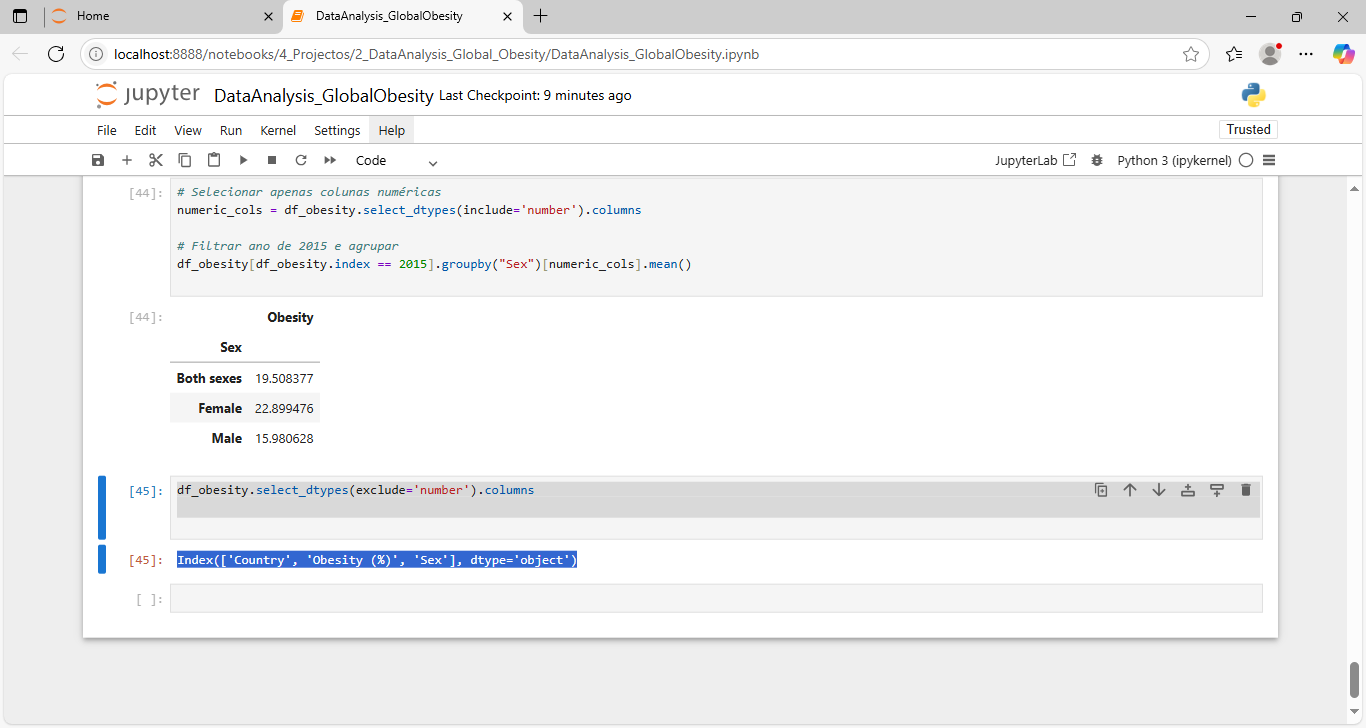 Home
DataAnalysis_GlobalObesity
localhost:8888/notebooks/4_Projectos/2_DataAnalysis_Global_Obesity/DataAnalysis_GlobalObesity.ipynb
jupyter DataAnalysis_GlobalObesity Last Checkpoint: 9 minutes ago
File Edit View Run Kernel Settings Help
Trusted
Code
JupyterLab
Python 3 (ipykernel)
[44]:
# Selecionar apenas colunas numéricas
numeric_cols = df_obesity.select_dtypes(include='number').columns
# Filtrar ano de 2015 e agrupar
df_obesity[df_obesity.index == 2015].groupby("Sex")[numeric_cols].mean()
[44]:
Obesity
Sex
Both sexes 19.508377
Female 22.899476
Male 15.980628
[45]:
df_obesity.select_dtypes(exclude='number').columns
[45]:
Index(['Country', 'Obesity (%)', 'Sex'], dtype='object')
[ ]: